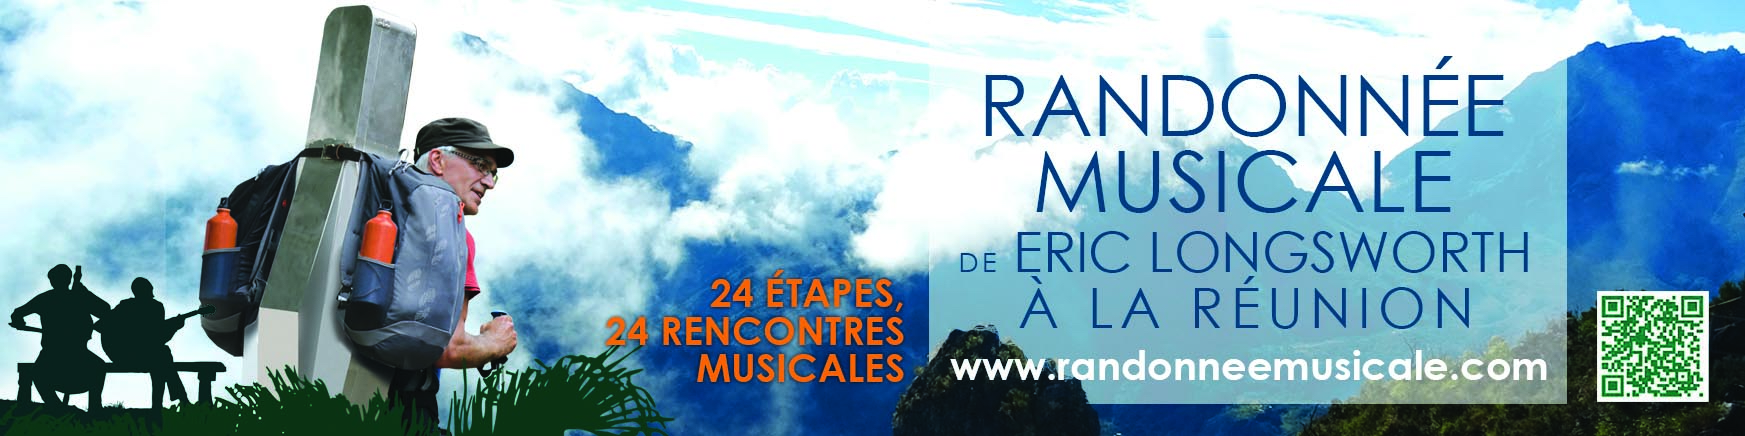 24 ÉTAPES,
24 RENCONTRES
MUSICALES
RANDONNÉE
MUSICALE
DE ERIC LONGSWORTH
À LA RÉUNION
www.randonneemusicale.com